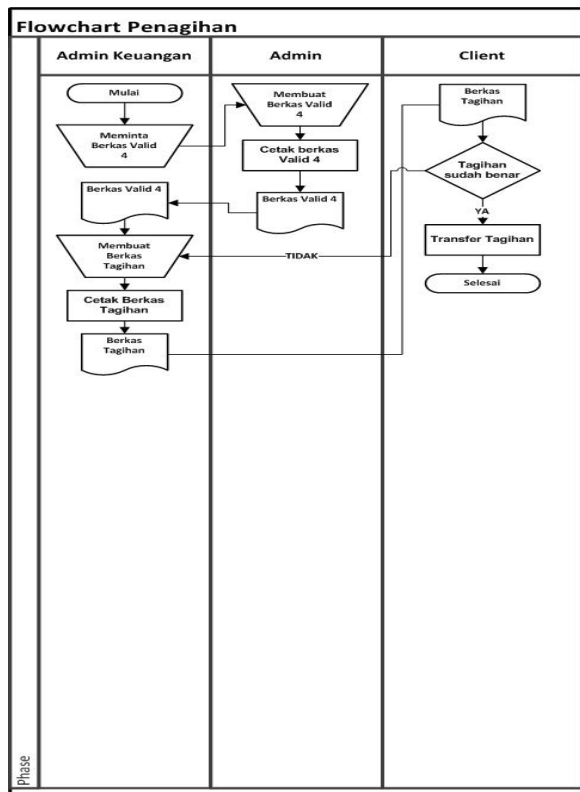 Flowchart Penagihan
Admin Keuangan
Admin
Client
Mulai
Meminta
Berkas Valid
4
Membuat
Berkas Valid
4
Cetak berkas
Valid 4
Berkas Valid 4
Berkas Valid 4
Membuat
Berkas
Tagihan
Cetak Berkas
Tagihan
Berkas
Tagihan
Berkas
Tagihan
Tagihan
sudah benar
YA
TIDAK
Transfer Tagihan
Selesai
Phase